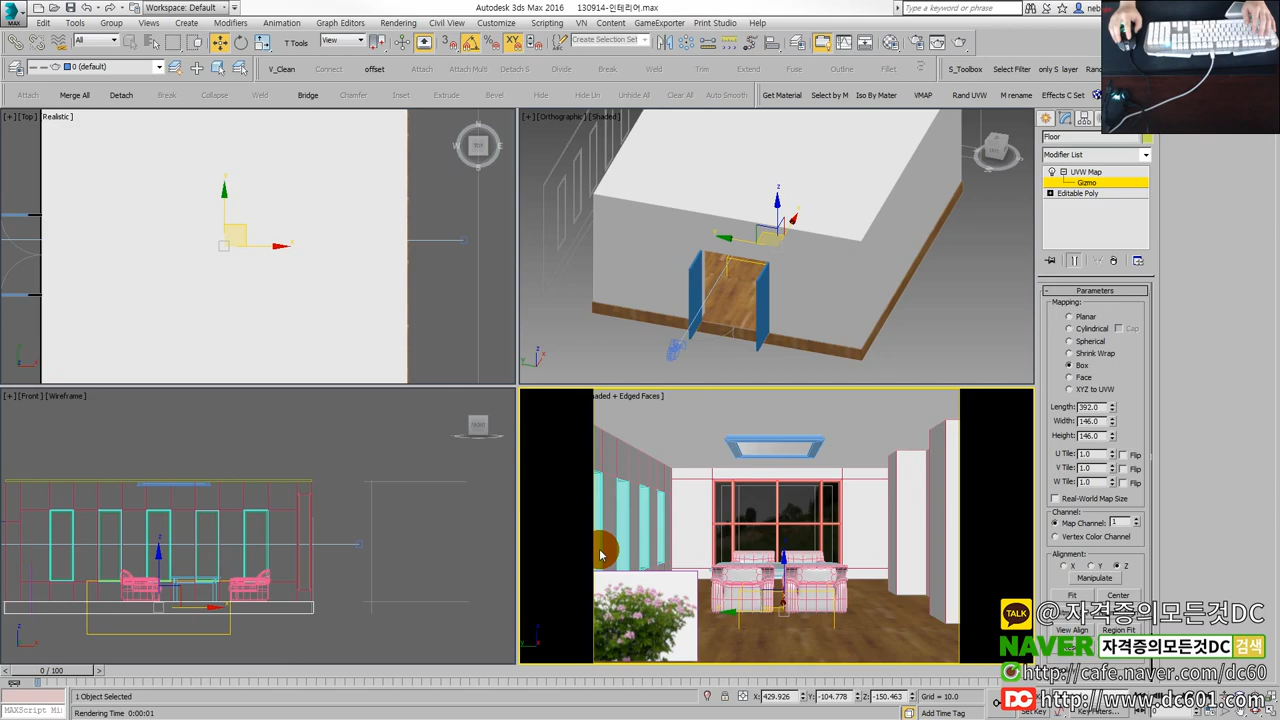 Workspace: Default
Autodesk 3ds Max 2016
130914-인테리어.max
Type a keyword or phrase
MAX
Edit Tools Group Views Create Modifiers Animation Graph Editors Rendering Civil View Customize Scripting VN Content GameExporter Print Studio Help
All
View
T Tools
Create Selection Set
0 (default)
V_Clean Connect offset Attach Attach Multi Detach S Divide Break Weld Target Trim Extend Fuse Outline Fillet S_Toolbox Select Filter only S layer
Attach Merge All Detach Break Collapse Weld Bridge Chamfer Inset Extrude Bevel Hide Hide Un Unhide All Clear All Auto Smooth Get Material Select by M Iso By Mater VMAP Rand UVW M rename Effects C Set
[+] [Top]
Realistic ]
[+] [Orthographic] [Shaded ]
[+] [Front] [Wireframe ]
haded + Edged Faces ]
FRONT
Floor
Modifier List
UVW Map
Gizmo
Editable Poly
Parameters
Mapping:
Planar
Cylindrical Cap
Spherical
Shrink Wrap
Box
Face
XYZ to UVW
Length: 392.0
Width: 146.0
Height: 146.0
U Tile: 1.0 Flip
V Tile: 1.0 Flip
W Tile: 1.0 Flip
Real-World Map Size
Channel:
Map Channel: 1
Vertex Color Channel
Alignment:
X Y Z
Manipulate
Fit Center
View Align Region Fit
TALK @자격증의모든것DC
NAVER 자격증의모든것DC 검색
http://cafe.naver.com/dc60
DC http://www.dc601.com/
0 / 100
1 Object Selected
X: 429.926 Y: -104.778 Z: -150.463 Grid = 10.0
MAXScript Mi
Rendering Time: 0:00:01
Add Time Tag